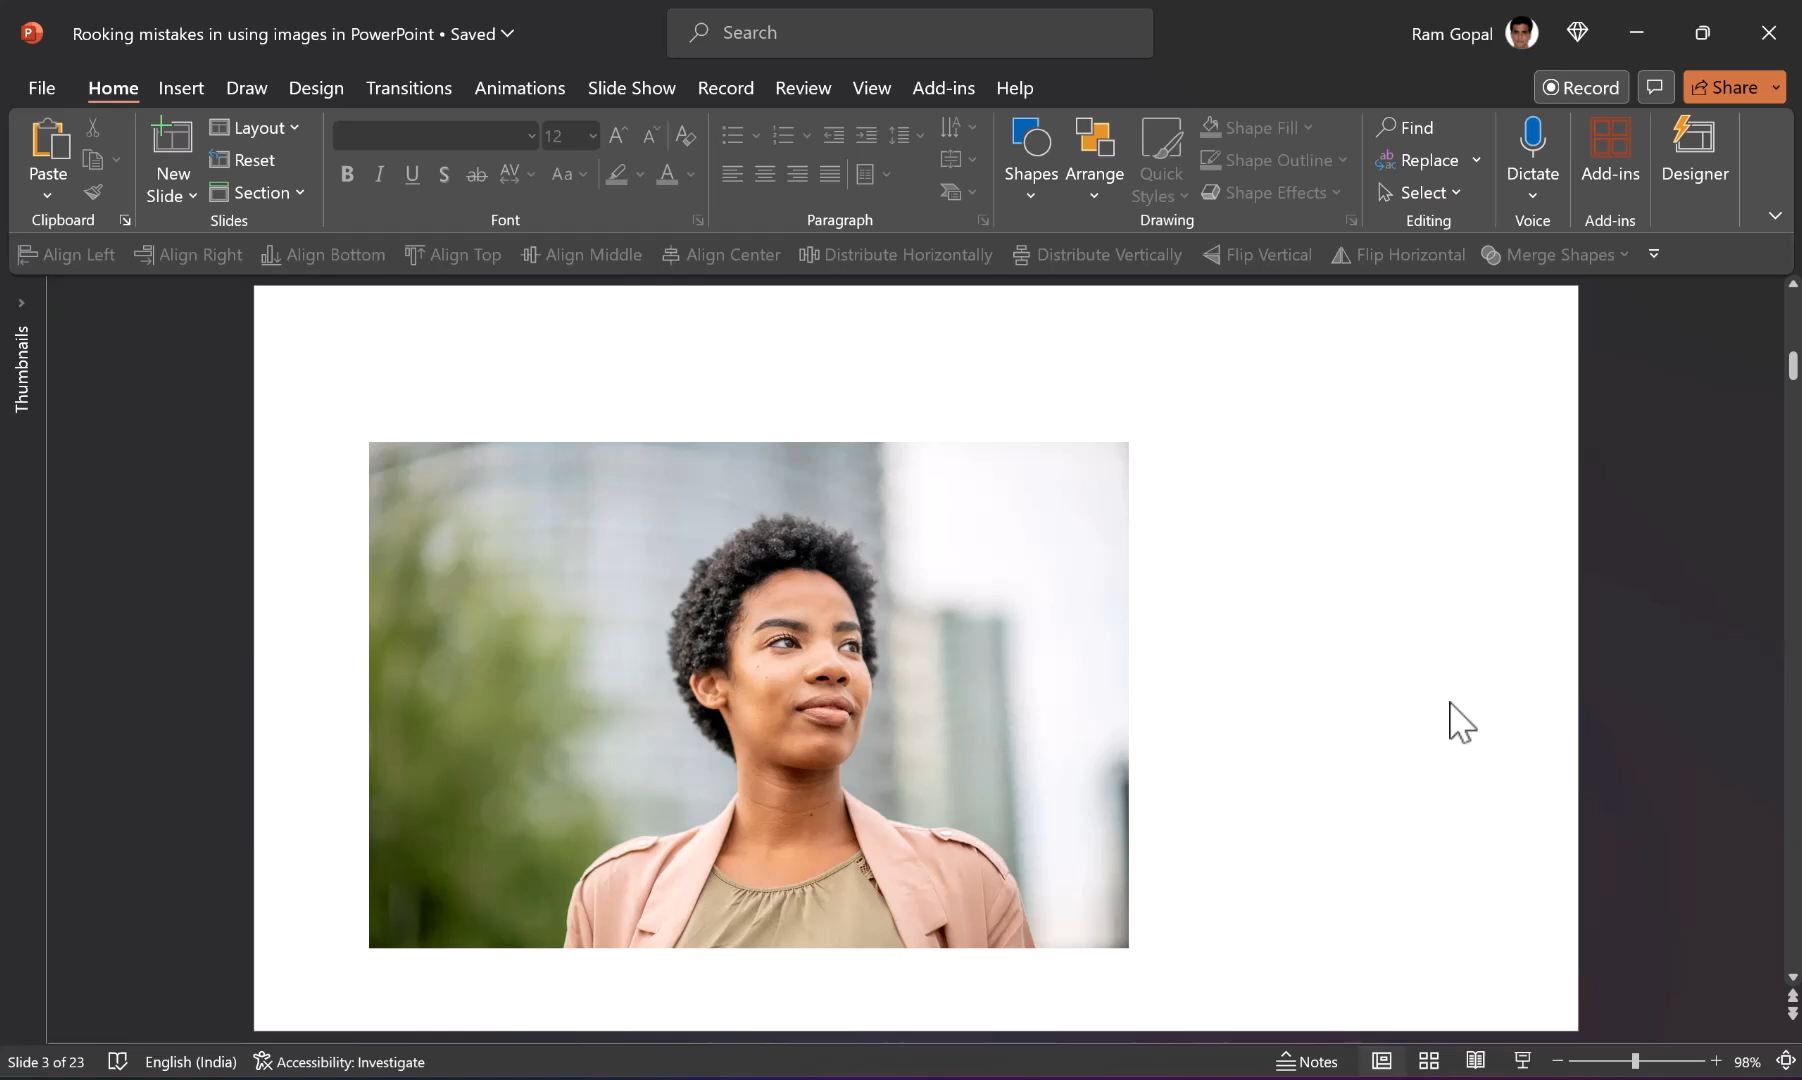 Rooking mistakes in using images in PowerPoint • Saved
Search
Ram Gopal
File Home Insert Draw Design Transitions Animations Slide Show Record Review View Add-ins Help
Record Share
Paste
Clipboard
New Slide
Layout
Reset
Section
Slides
12
B I U S ab AV Aa A
Font
Paragraph
Shapes Arrange Quick Styles
Shape Fill
Shape Outline
Shape Effects
Drawing
Find
Replace
Select
Editing
Dictate
Voice
Add-ins
Add-ins
Designer
Align Left Align Right Align Bottom Align Top Align Middle Align Center Distribute Horizontally Distribute Vertically Flip Vertical Flip Horizontal Merge Shapes
Thumbnails
Slide 3 of 23 English (India) Accessibility: Investigate Notes 98%